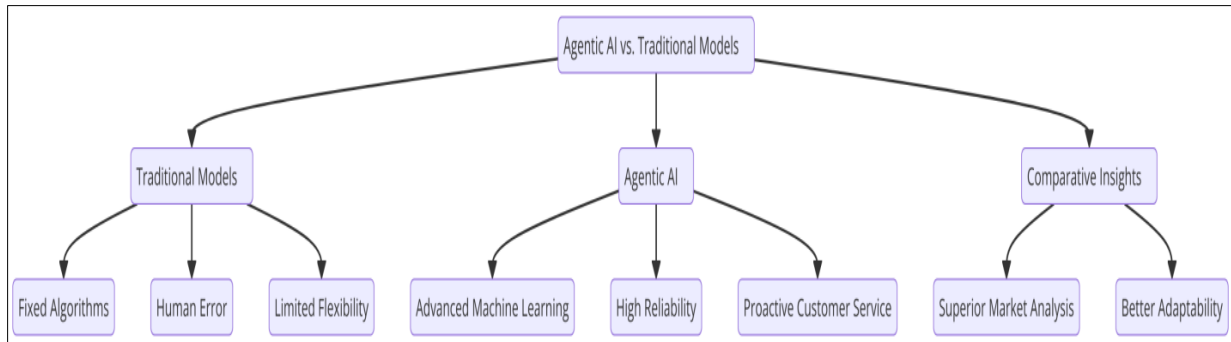 Agentic AI vs. Traditional Models
Traditional Models
Agentic AI
Comparative Insights
Fixed Algorithms
Human Error
Limited Flexibility
Advanced Machine Learning
High Reliability
Proactive Customer Service
Superior Market Analysis
Better Adaptability